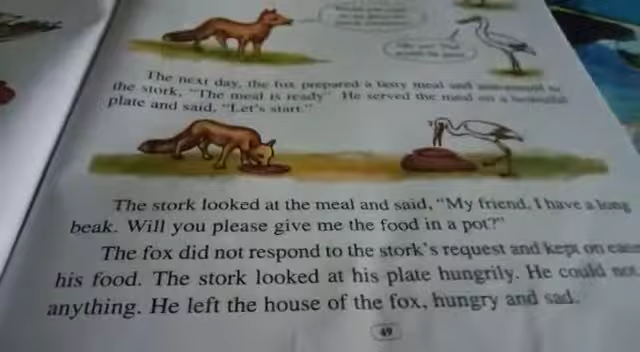 The next day, the fox prepared a tasty meal and announced to
the stork, "The meal is ready" He served the meal on a beautiful
plate and said, "Let's start."
The stork looked at the meal and said, "My friend, I have a long
beak. Will you please give me the food in a pot?"
The fox did not respond to the stork's request and kept on
his food. The stork looked at his plate hungrily. He could not
anything. He left the house of the fox, hungry and sad.
49